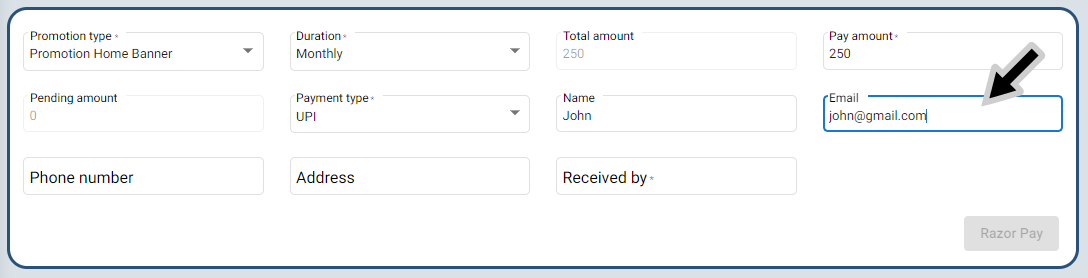 Promotion type *
Promotion Home Banner
Duration *
Monthly
Total amount
250
Pay amount *
250
Pending amount
0
Payment type *
UPI
Name
John
Email
john@gmail.com
Phone number
Address
Received by *
Razor Pay